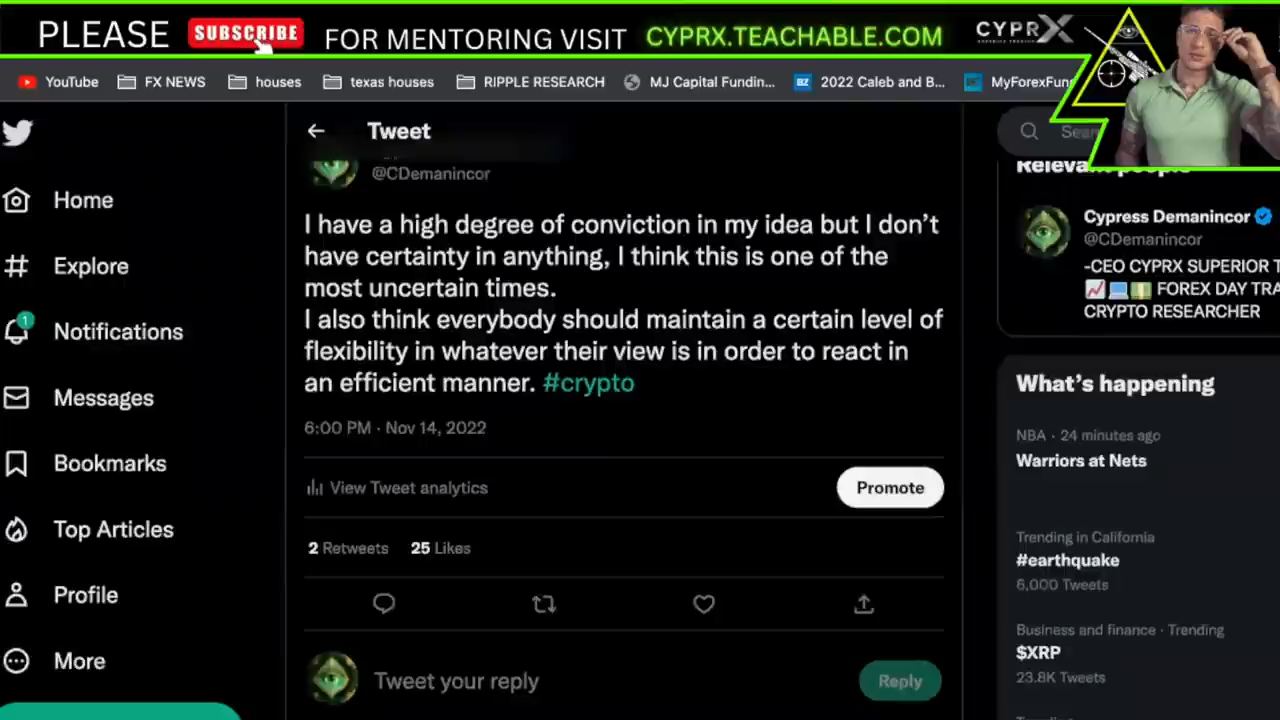 PLEASE SUBSCRIBE FOR MENTORING VISIT CYPRX.TEACHABLE.COM CYPRX
YouTube FX NEWS houses texas houses RIPPLE RESEARCH MJ Capital Fundin... 2022 Caleb and B... MyForexFun
Tweet
@CDemanincor
I have a high degree of conviction in my idea but I don't
have certainty in anything, I think this is one of the
most uncertain times.
I also think everybody should maintain a certain level of
flexibility in whatever their view is in order to react in
an efficient manner. #crypto
6:00 PM · Nov 14, 2022
View Tweet analytics
Promote
2 Retweets 25 Likes
Tweet your reply
Reply
Home
Explore
1
Notifications
Messages
Bookmarks
Top Articles
Profile
More
Sear
Relevant people
Cypress Demanincor
@CDemanincor
-CEO CYPRX SUPERIOR T
FOREX DAY TRA
CRYPTO RESEARCHER
What's happening
NBA · 24 minutes ago
Warriors at Nets
Trending in California
#earthquake
6,000 Tweets
Business and finance · Trending
$XRP
23.8K Tweets